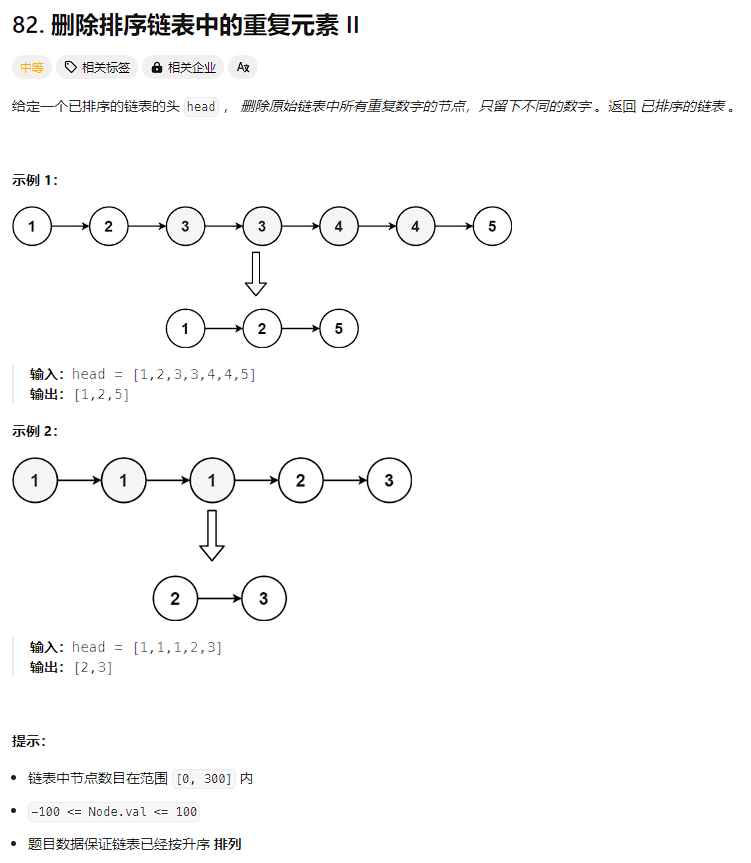 82. 删除排序链表中的重复元素 II
中等 相关标签 相关企业 Aあ
给定一个已排序的链表的头 head ， 删除原始链表中所有重复数字的节点，只留下不同的数字 。返回 已排序的链表 。
示例 1：
1 2 3 3 4 4 5
1 2 5
输入：head = [1,2,3,3,4,4,5]
输出：[1,2,5]
示例 2：
1 1 1 2 3
2 3
输入：head = [1,1,1,2,3]
输出：[2,3]
提示：
链表中节点数目在范围 [0, 300] 内
-100 <= Node.val <= 100
题目数据保证链表已经按升序 排列